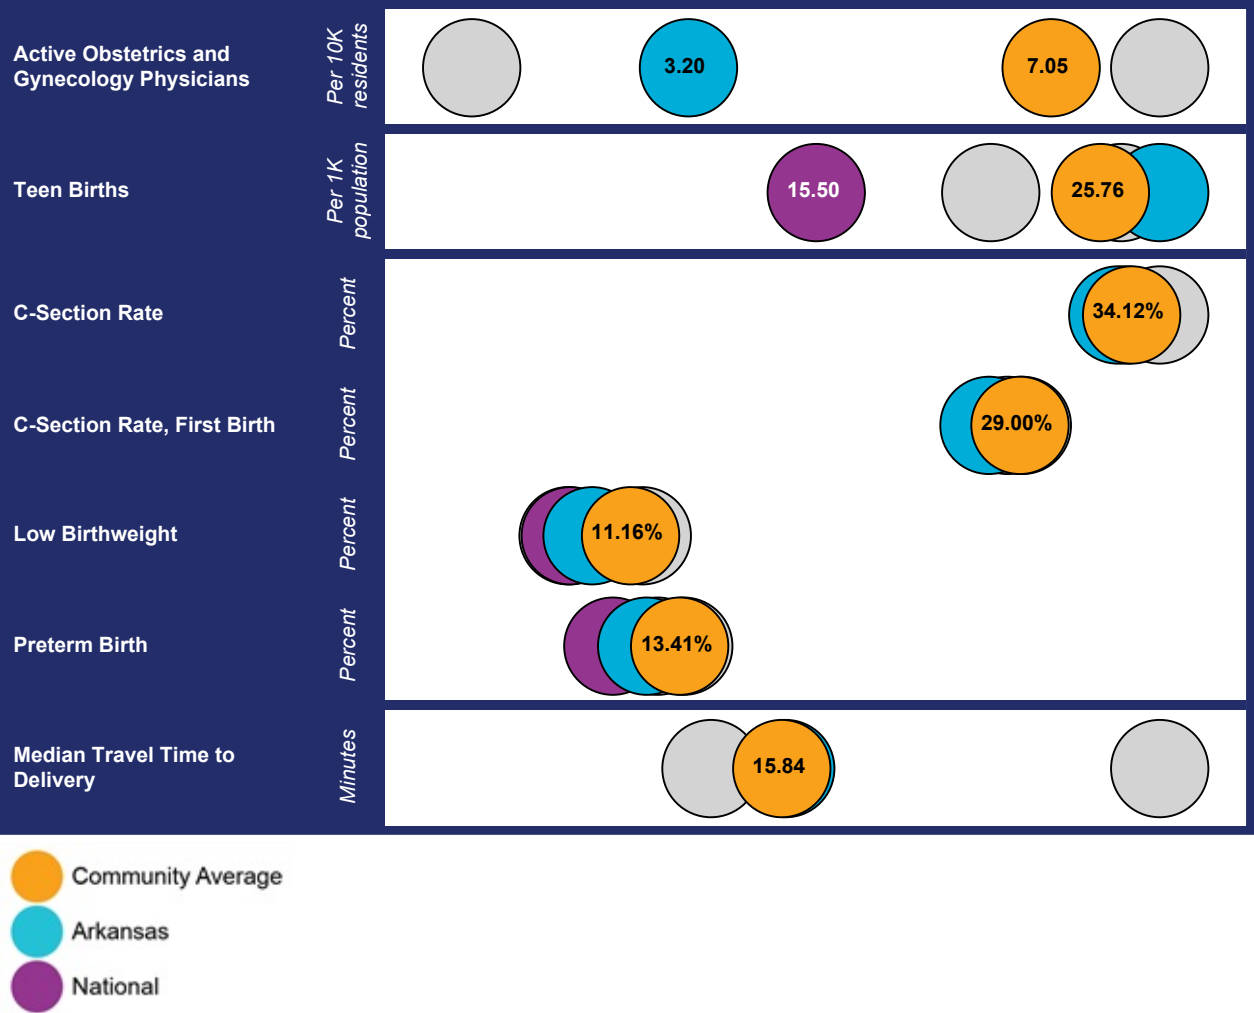 Active Obstetrics and
Gynecology Physicians
Per 10K
residents
3.20
7.05
Teen Births
Per 1K
population
15.50
25.76
C-Section Rate
Percent
34.12%
C-Section Rate, First Birth
Percent
29.00%
Low Birthweight
Percent
11.16%
Preterm Birth
Percent
13.41%
Median Travel Time to
Delivery
Minutes
15.84
Community Average
Arkansas
National